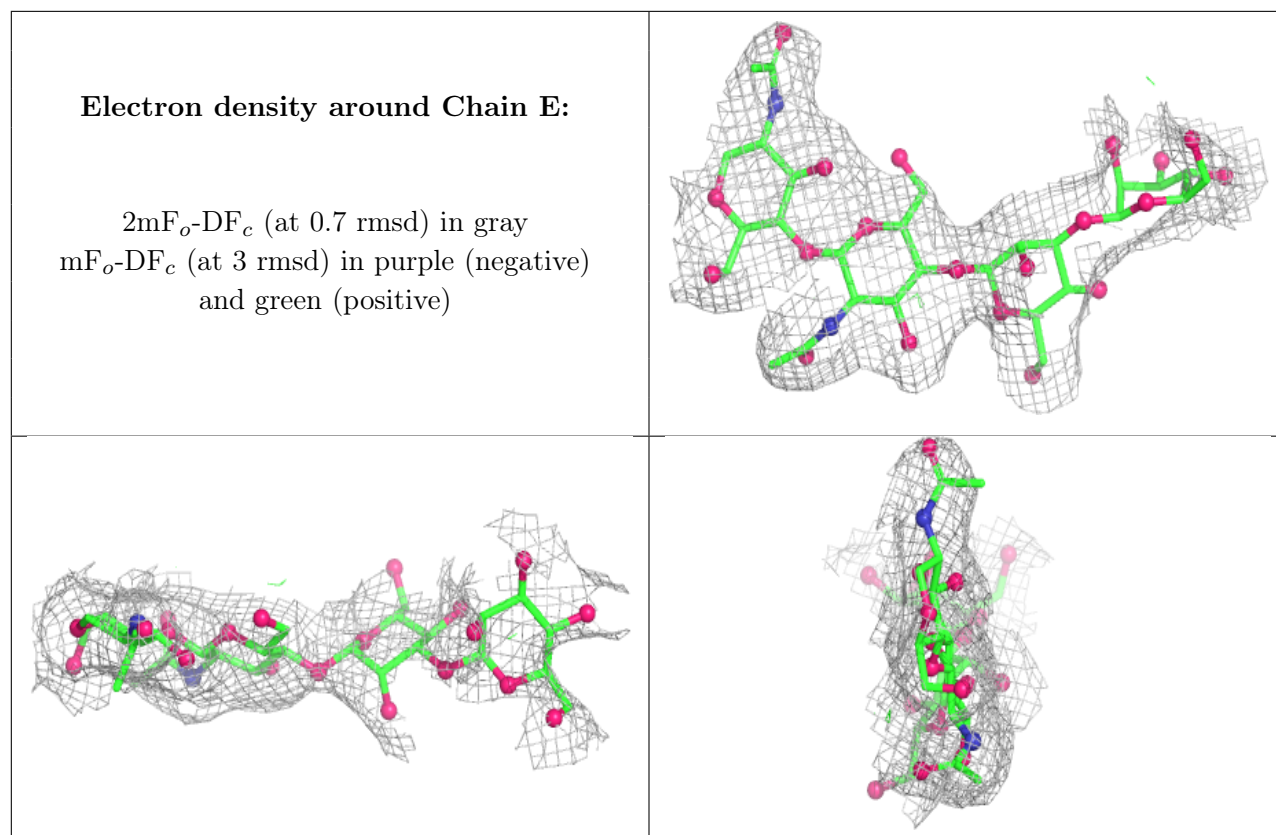 Electron density around Chain E:
2mFo-DFc (at 0.7 rmsd) in gray
mFo-DFc (at 3 rmsd) in purple (negative)
and green (positive)